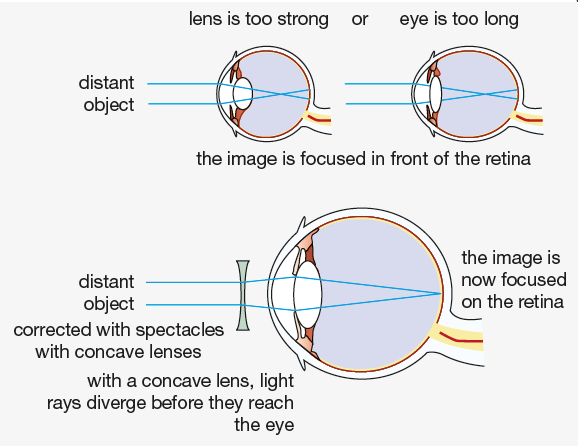 lens is too strong or eye is too long
distant
object
the image is focused in front of the retina
distant
object
corrected with spectacles
with concave lenses
with a concave lens, light
rays diverge before they reach
the eye
the image is
now focused
on the retina